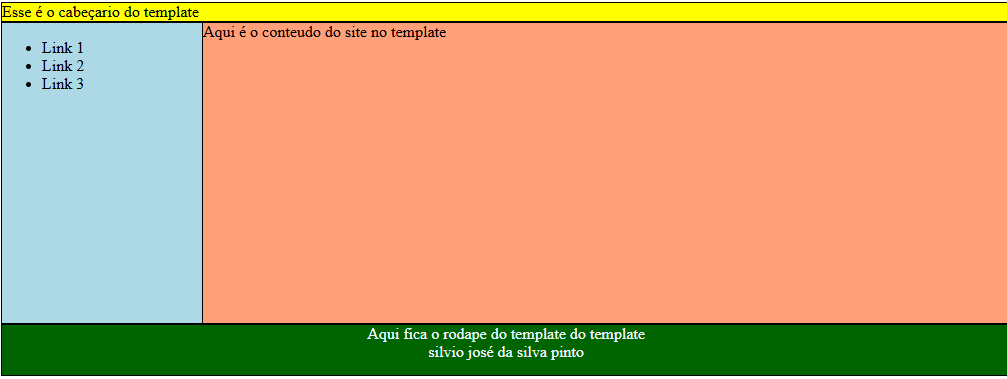 Esse é o cabeçario do template
Link 1
Link 2
Link 3
Aqui é o conteudo do site no template
Aqui fica o rodape do template do template
silvio josé da silva pinto